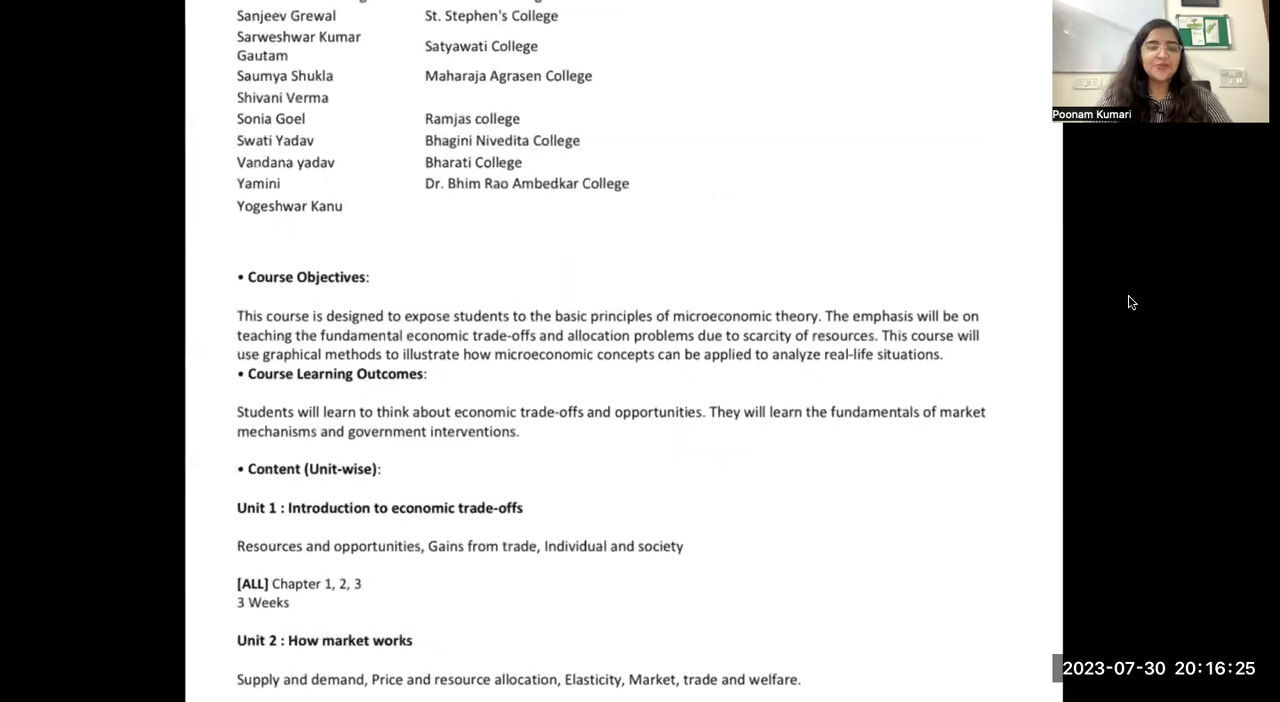 Sanjeev Grewal St. Stephen's College
Sarweshwar Kumar
Gautam Satyawati College
Saumya Shukla Maharaja Agrasen College
Shivani Verma
Sonia Goel Ramjas college
Swati Yadav Bhagini Nivedita College
Vandana yadav Bharati College
Yamini Dr. Bhim Rao Ambedkar College
Yogeshwar Kanu
• Course Objectives:
This course is designed to expose students to the basic principles of microeconomic theory. The emphasis will be on
teaching the fundamental economic trade-offs and allocation problems due to scarcity of resources. This course will
use graphical methods to illustrate how microeconomic concepts can be applied to analyze real-life situations.
• Course Learning Outcomes:
Students will learn to think about economic trade-offs and opportunities. They will learn the fundamentals of market
mechanisms and government interventions.
• Content (Unit-wise):
Unit 1 : Introduction to economic trade-offs
Resources and opportunities, Gains from trade, Individual and society
[ALL] Chapter 1, 2, 3
3 Weeks
Unit 2 : How market works
Supply and demand, Price and resource allocation, Elasticity, Market, trade and welfare.
Poonam Kumari
2023-07-30 20:16:25